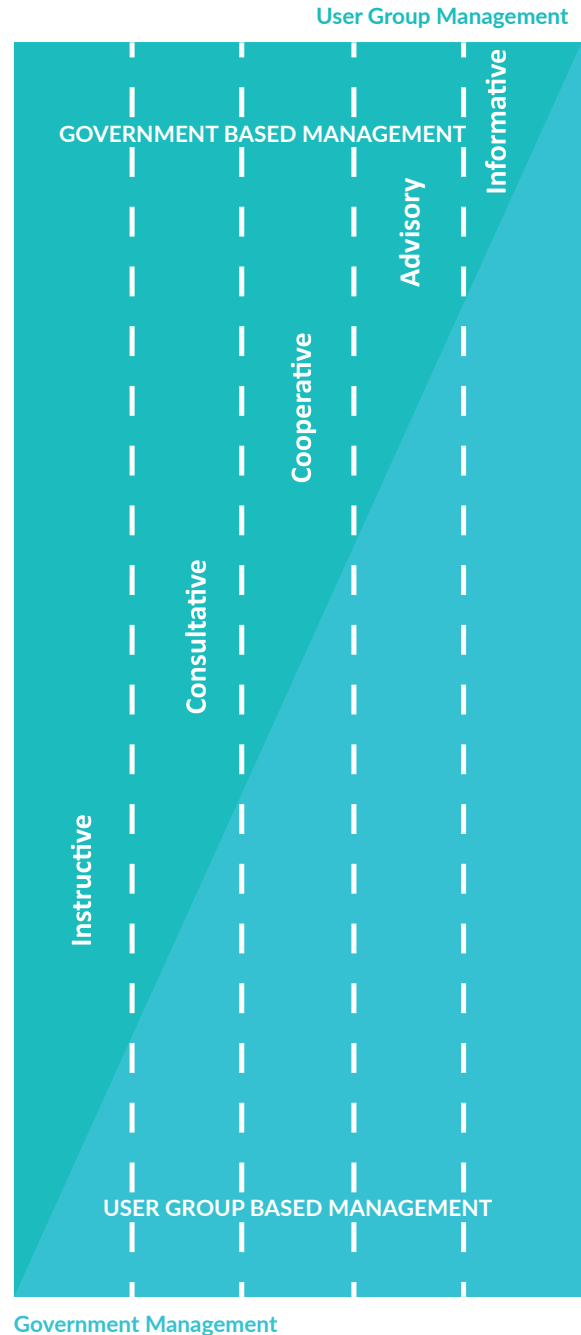 User Group Management
GOVERNMENT BASED MANAGEMENT
Informative
Advisory
Cooperative
Consultative
Instructive
USER GROUP BASED MANAGEMENT
Government Management